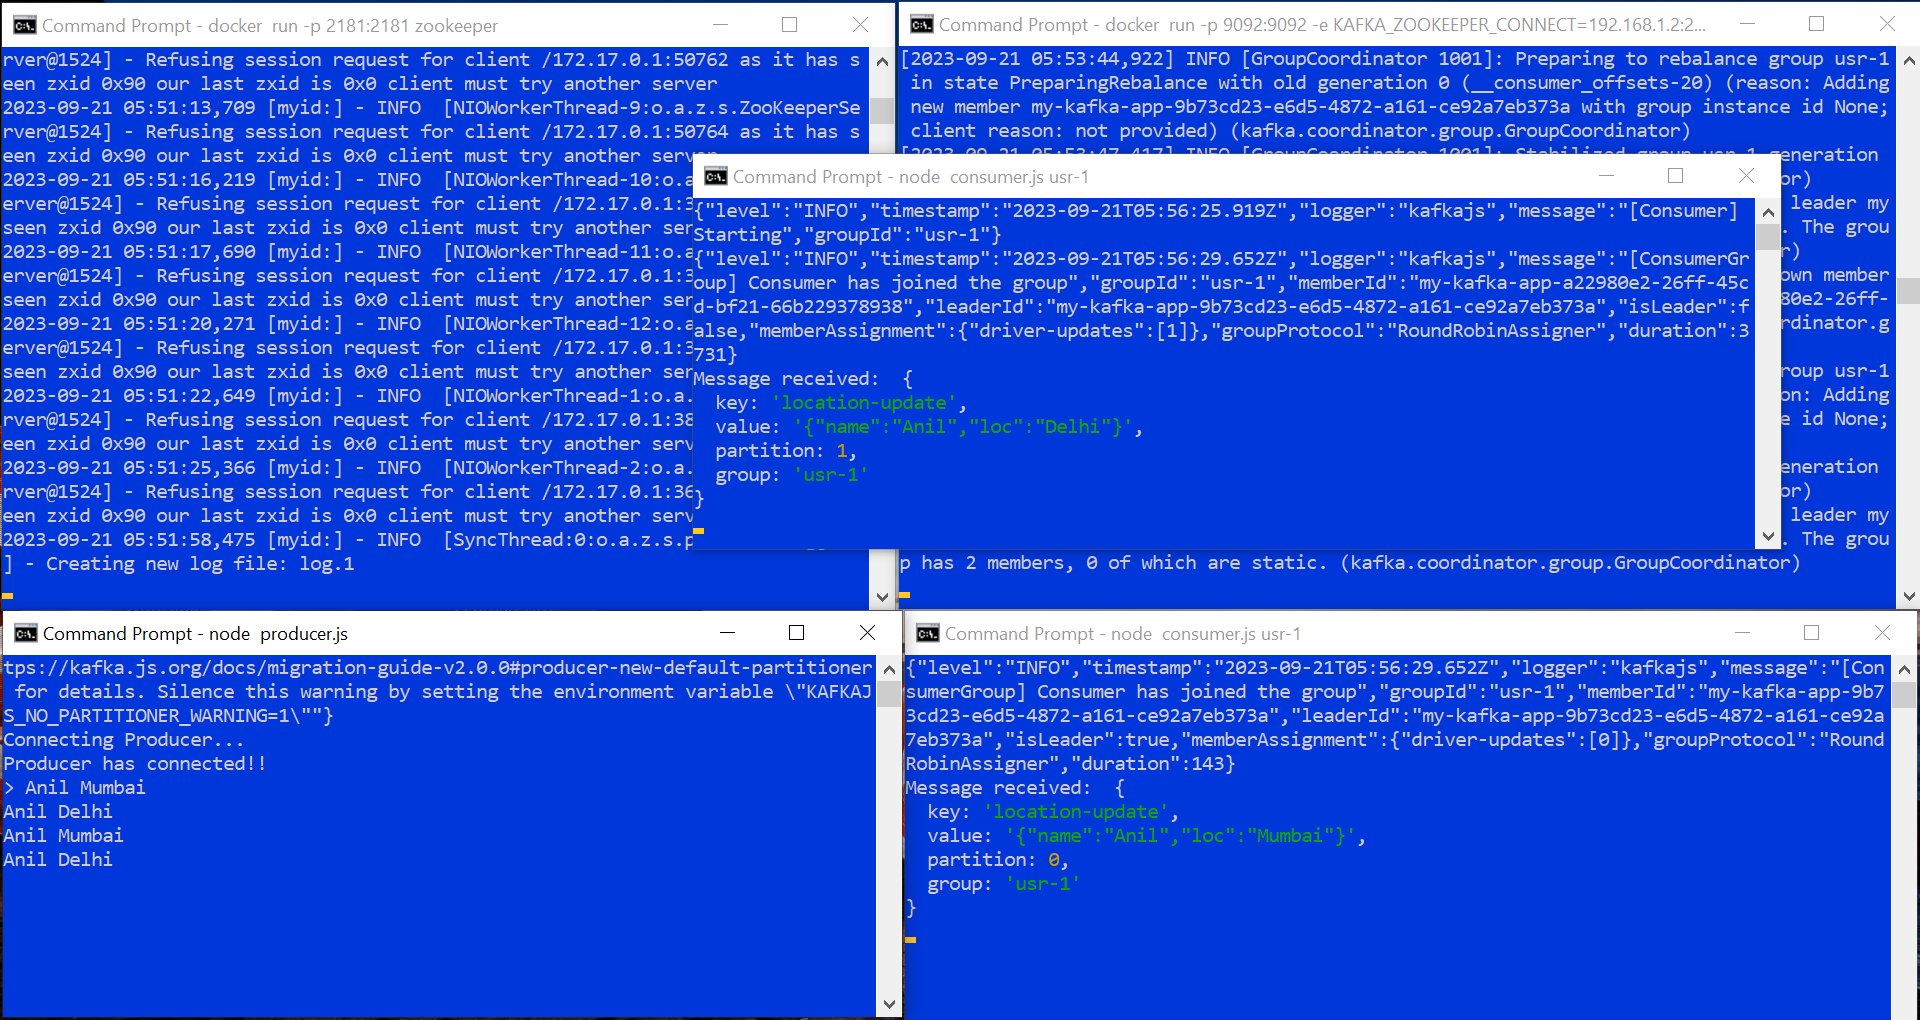 Command Prompt - docker  run -p 2181:2181 zookeeper
rver@1524] - Refusing session request for client /172.17.0.1:50762 as it has s
een zxid 0x90 our last zxid is 0x0 client must try another server
2023-09-21 05:51:13,709 [myid:] - INFO  [NIOWorkerThread-9:o.a.z.s.ZooKeeperSe
rver@1524] - Refusing session request for client /172.17.0.1:50764 as it has s
een zxid 0x90 our last zxid is 0x0 client must try another server
2023-09-21 05:51:16,219 [myid:] - INFO  [NIOWorkerThread-10:o.a
erver@1524] - Refusing session request for client /172.17.0.1:3
seen zxid 0x90 our last zxid is 0x0 client must try another ser
2023-09-21 05:51:17,690 [myid:] - INFO  [NIOWorkerThread-11:o.a
erver@1524] - Refusing session request for client /172.17.0.1:3
seen zxid 0x90 our last zxid is 0x0 client must try another ser
2023-09-21 05:51:20,271 [myid:] - INFO  [NIOWorkerThread-12:o.a
erver@1524] - Refusing session request for client /172.17.0.1:3
seen zxid 0x90 our last zxid is 0x0 client must try another ser
2023-09-21 05:51:22,649 [myid:] - INFO  [NIOWorkerThread-1:o.a.
rver@1524] - Refusing session request for client /172.17.0.1:38
een zxid 0x90 our last zxid is 0x0 client must try another serv
2023-09-21 05:51:25,366 [myid:] - INFO  [NIOWorkerThread-2:o.a.
rver@1524] - Refusing session request for client /172.17.0.1:36
een zxid 0x90 our last zxid is 0x0 client must try another serv
2023-09-21 05:51:58,475 [myid:] - INFO  [SyncThread:0:o.a.z.s.p
] - Creating new log file: log.1
Command Prompt - docker  run -p 9092:9092 -e KAFKA_ZOOKEEPER_CONNECT=192.168.1.2:2...
[2023-09-21 05:53:44,922] INFO [GroupCoordinator 1001]: Preparing to rebalance group usr-1
in state PreparingRebalance with old generation 0 (__consumer_offsets-20) (reason: Adding
new member my-kafka-app-9b73cd23-e6d5-4872-a161-ce92a7eb373a with group instance id None;
client reason: not provided) (kafka.coordinator.group.GroupCoordinator)
[2023-09-21 05:53:47,417] INFO [GroupCoordinator 1001]: Stabilized group usr-1 generation
or)
leader my
. The grou
r)
own member
80e2-26ff-
rdinator.g
roup usr-1
on: Adding
e id None;
eneration
or)
leader my
. The grou
p has 2 members, 0 of which are static. (kafka.coordinator.group.GroupCoordinator)
Command Prompt - node  consumer.js usr-1
{"level":"INFO","timestamp":"2023-09-21T05:56:25.919Z","logger":"kafkajs","message":"[Consumer]
Starting","groupId":"usr-1"}
{"level":"INFO","timestamp":"2023-09-21T05:56:29.652Z","logger":"kafkajs","message":"[ConsumerGr
oup] Consumer has joined the group","groupId":"usr-1","memberId":"my-kafka-app-a22980e2-26ff-45c
d-bf21-66b229378938","leaderId":"my-kafka-app-9b73cd23-e6d5-4872-a161-ce92a7eb373a","isLeader":f
alse,"memberAssignment":{"driver-updates":[1]},"groupProtocol":"RoundRobinAssigner","duration":3
731}
Message received:  {
key: 'location-update',
value: '{"name":"Anil","loc":"Delhi"}',
partition: 1,
group: 'usr-1'
}
Command Prompt - node  producer.js
tps://kafka.js.org/docs/migration-guide-v2.0.0#producer-new-default-partitioner
for details. Silence this warning by setting the environment variable \"KAFKAJ
S_NO_PARTITIONER_WARNING=1\""}
Connecting Producer...
Producer has connected!!
> Anil Mumbai
Anil Delhi
Anil Mumbai
Anil Delhi
Command Prompt - node  consumer.js usr-1
{"level":"INFO","timestamp":"2023-09-21T05:56:29.652Z","logger":"kafkajs","message":"[Con
sumerGroup] Consumer has joined the group","groupId":"usr-1","memberId":"my-kafka-app-9b7
3cd23-e6d5-4872-a161-ce92a7eb373a","leaderId":"my-kafka-app-9b73cd23-e6d5-4872-a161-ce92a
7eb373a","isLeader":true,"memberAssignment":{"driver-updates":[0]},"groupProtocol":"Round
RobinAssigner","duration":143}
Message received:  {
key: 'location-update',
value: '{"name":"Anil","loc":"Mumbai"}',
partition: 0,
group: 'usr-1'
}